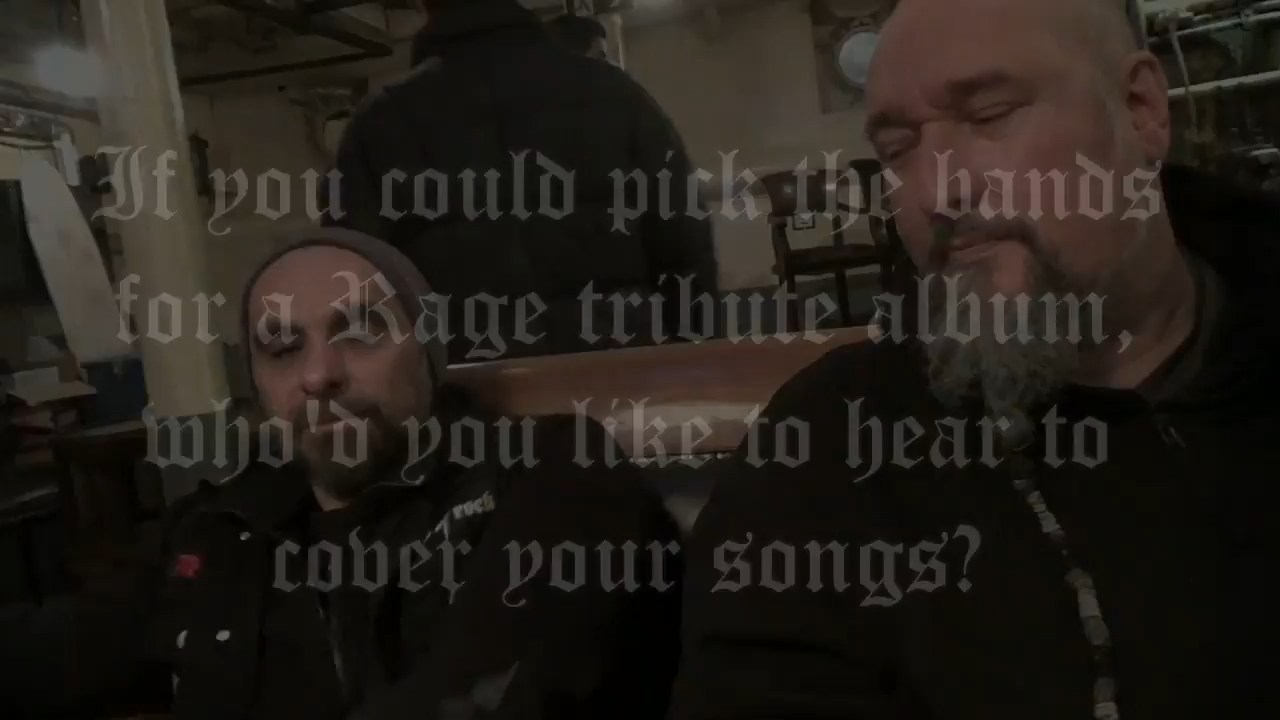 If you could pick the bands
for a Rage tribute album,
who'd you like to hear to
cover your songs?
rock